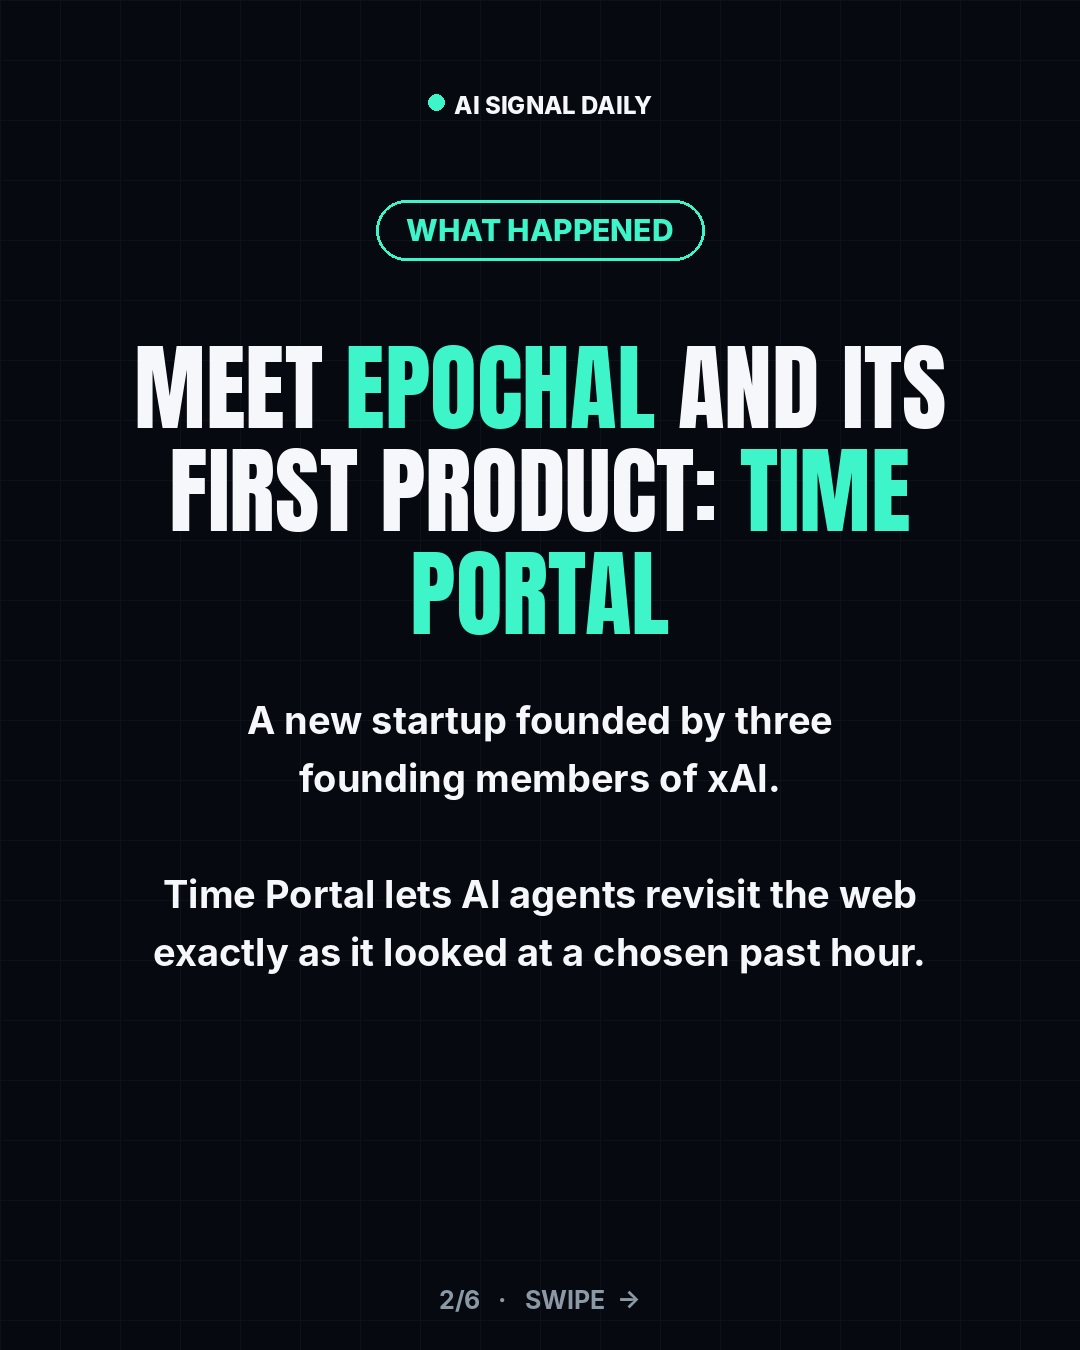 AI SIGNAL DAILY
WHAT HAPPENED
MEET EPOCHAL AND ITS
FIRST PRODUCT: TIME
PORTAL
A new startup founded by three
founding members of xAI.
Time Portal lets AI agents revisit the web
exactly as it looked at a chosen past hour.
2/6 · SWIPE →